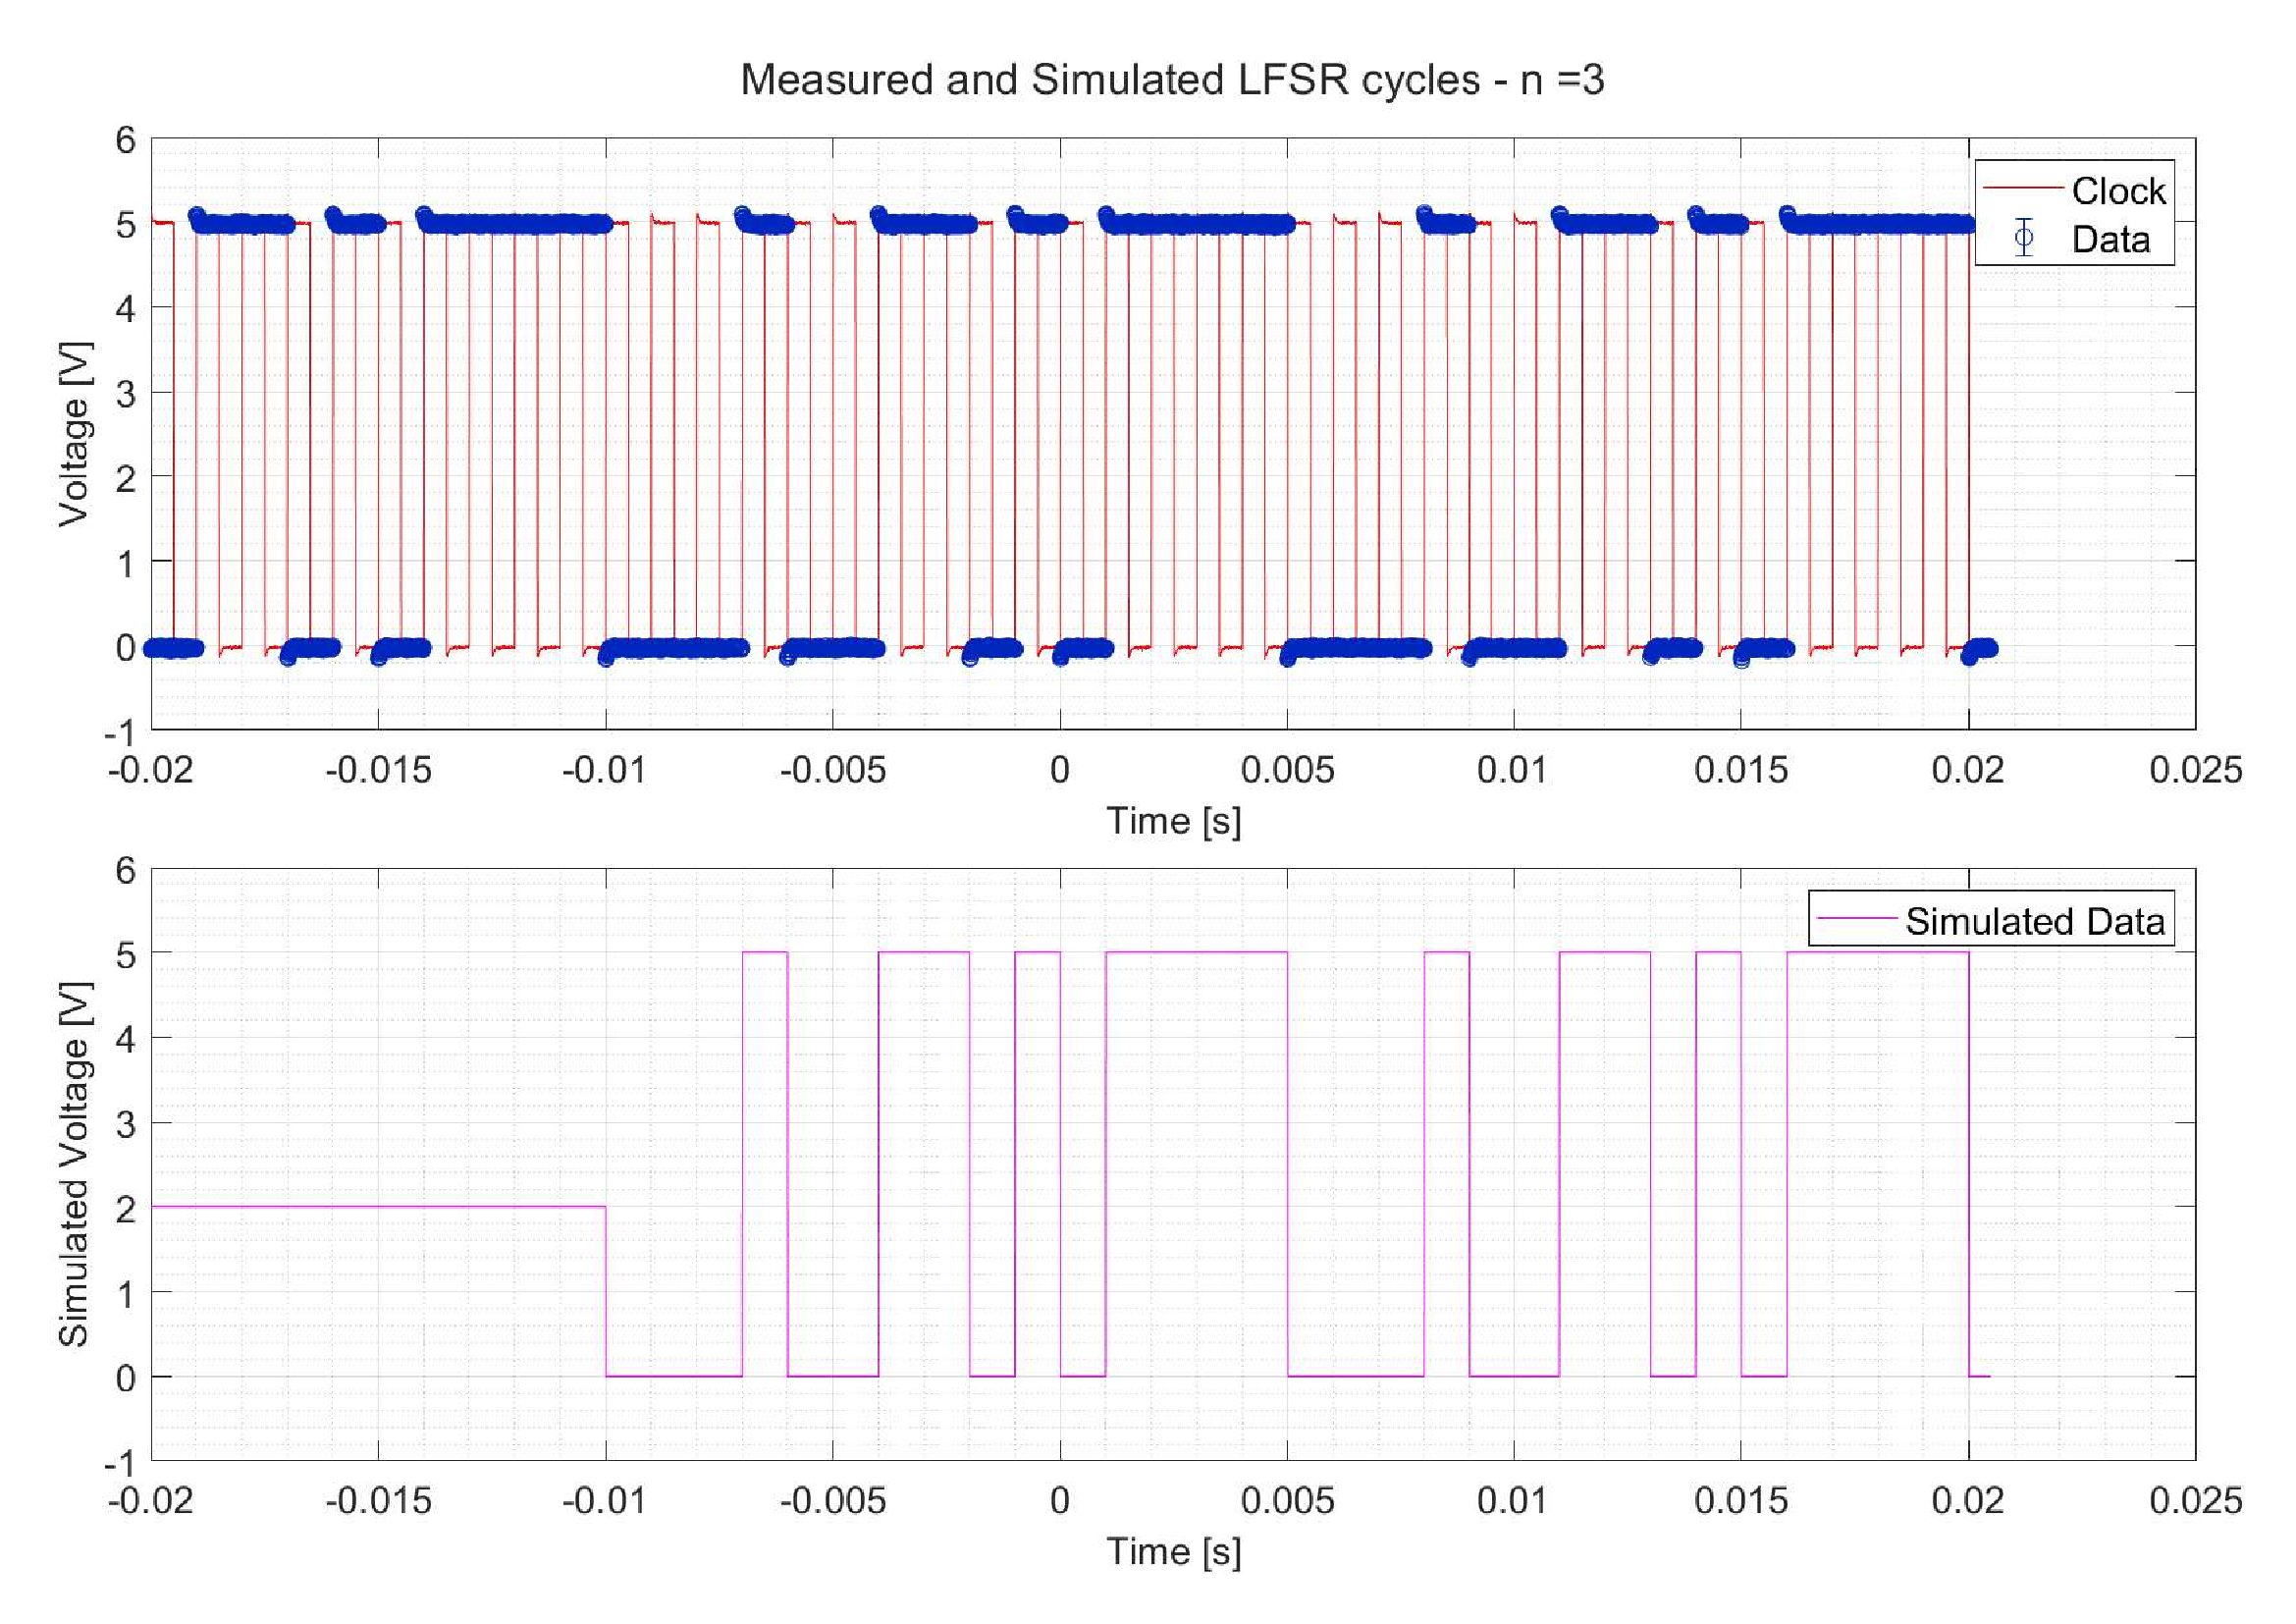 Measured and Simulated LFSR cycles - n =3
6
5
4
3
2
1
0
-1
Voltage [V]
Clock
Data
-0.02 -0.015 -0.01 -0.005 0 0.005 0.01 0.015 0.02 0.025
Time [s]
6
5
4
3
2
1
0
-1
Simulated Voltage [V]
Simulated Data
-0.02 -0.015 -0.01 -0.005 0 0.005 0.01 0.015 0.02 0.025
Time [s]